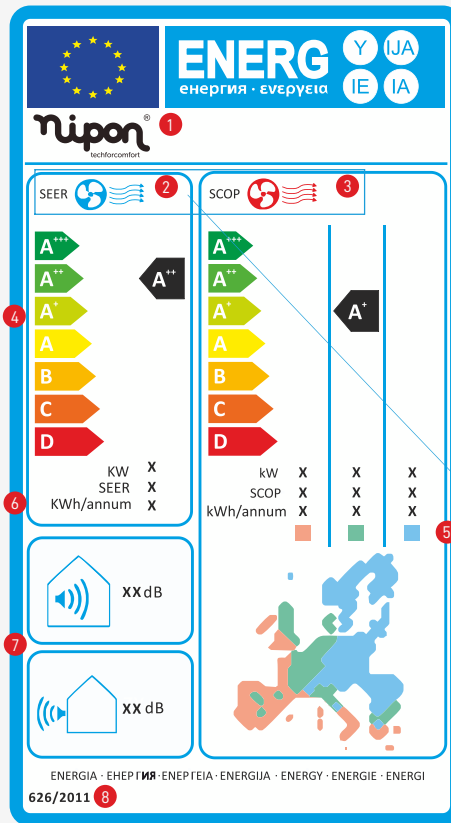 ENERG Y IJA
енергия · ενεργεια IE IA
nipon® 1
techforcomfort
SEER 2
SCOP 3
A+++
A++ A++
A+
A
B
C
D
4
KW X
SEER X
KWh/annum X
6
A+++
A++
A+ A+
A
B
C
D
kW X X X
SCOP X X X
kWh/annum X X X
5
XX dB
7
XX dB
ENERGIA · ЕНЕРГИЯ · ΕΝΕΡΓΕΙΑ · ENERGIJA · ENERGY · ENERGIE · ENERGI
626/2011 8